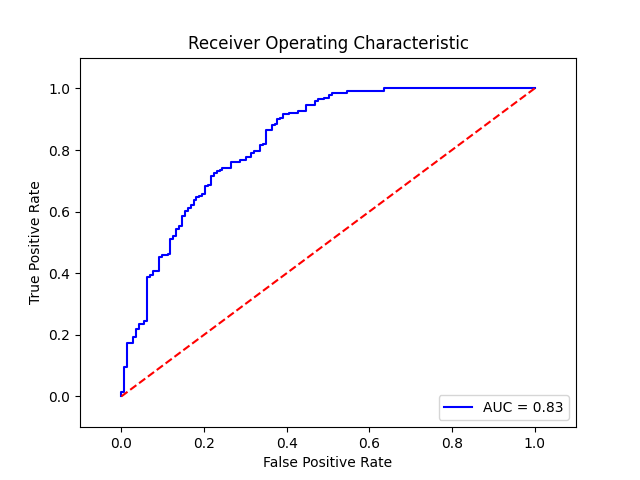 Receiver Operating Characteristic
True Positive Rate
1.0
0.8
0.6
0.4
0.2
0.0
AUC = 0.83
0.0 0.2 0.4 0.6 0.8 1.0
False Positive Rate